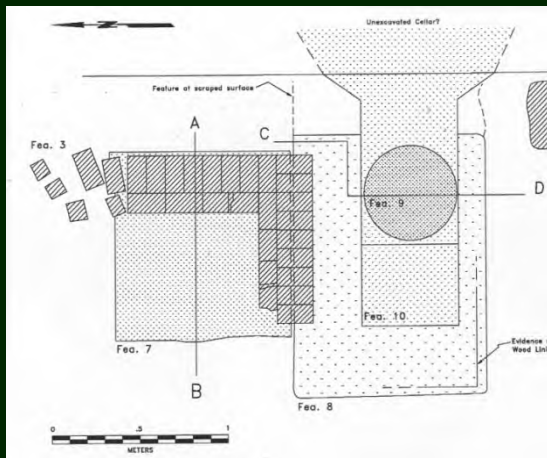 N
Unexcavated Cellar?
Feature at scraped surface
A
C
Fea. 3
Fea. 9
D
Fea. 10
Fea. 7
Evidence
Wood
B
Fea. 8
0 .5 1
METERS